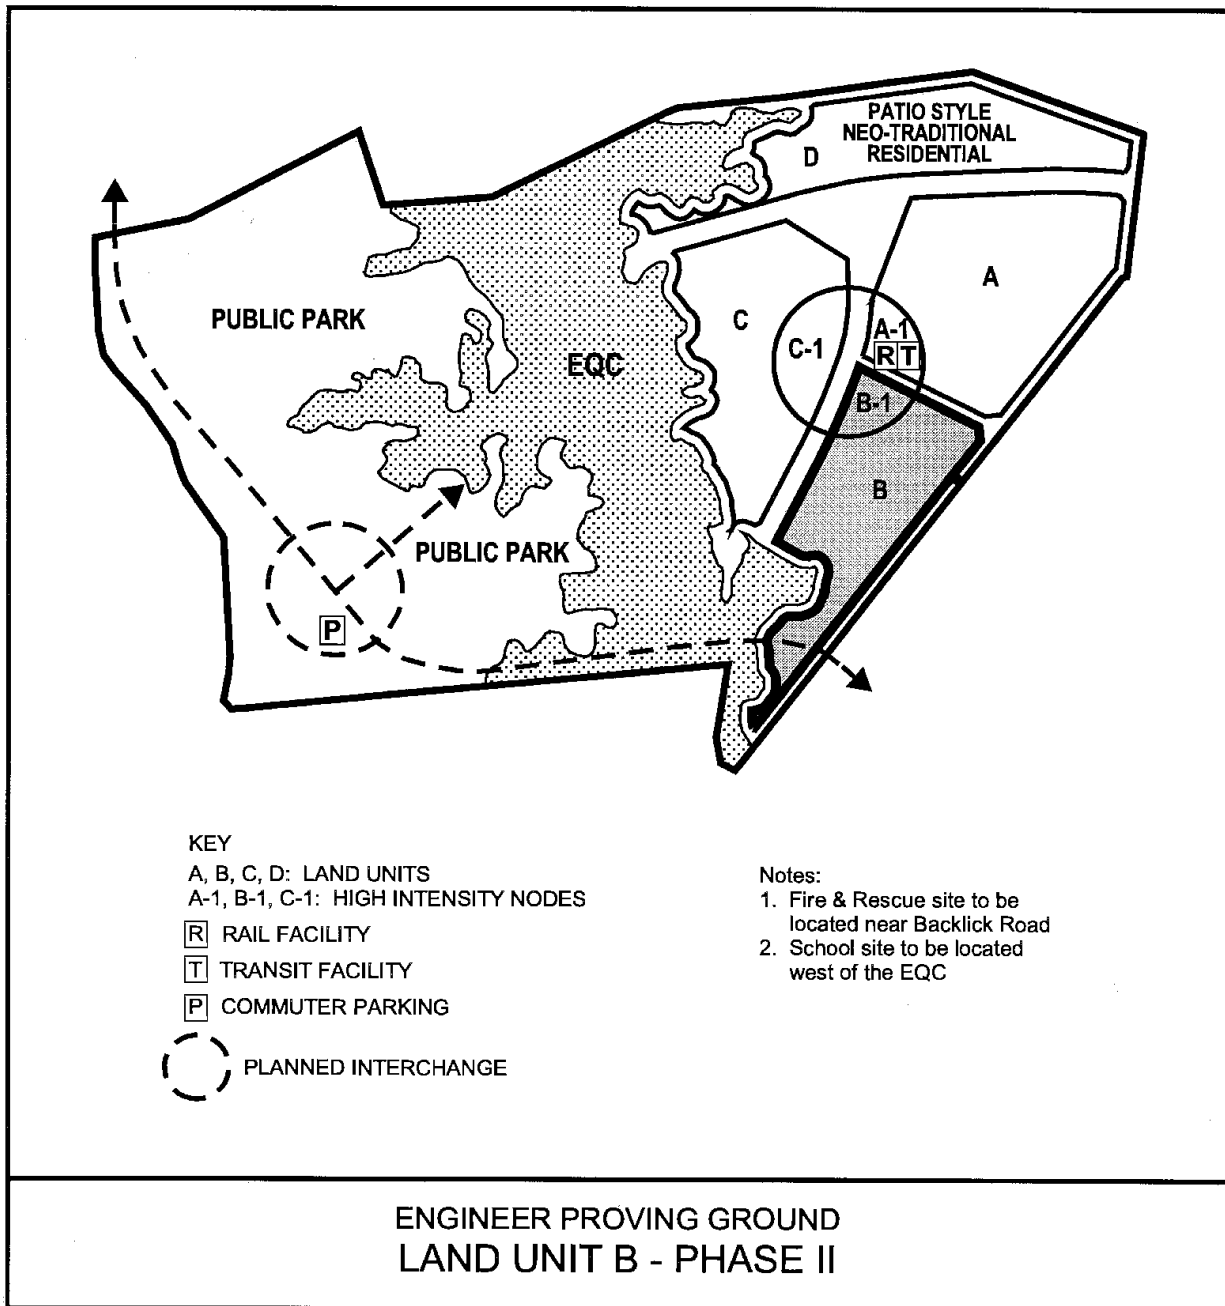 PATIO STYLE
NEO-TRADITIONAL
RESIDENTIAL
D
A
PUBLIC PARK
C
A-1
C-1
R T
EQC
B-1
B
PUBLIC PARK
P
KEY
A, B, C, D: LAND UNITS
A-1, B-1, C-1: HIGH INTENSITY NODES
R RAIL FACILITY
T TRANSIT FACILITY
P COMMUTER PARKING
PLANNED INTERCHANGE
Notes:
1. Fire & Rescue site to be
located near Backlick Road
2. School site to be located
west of the EQC
ENGINEER PROVING GROUND
LAND UNIT B - PHASE II